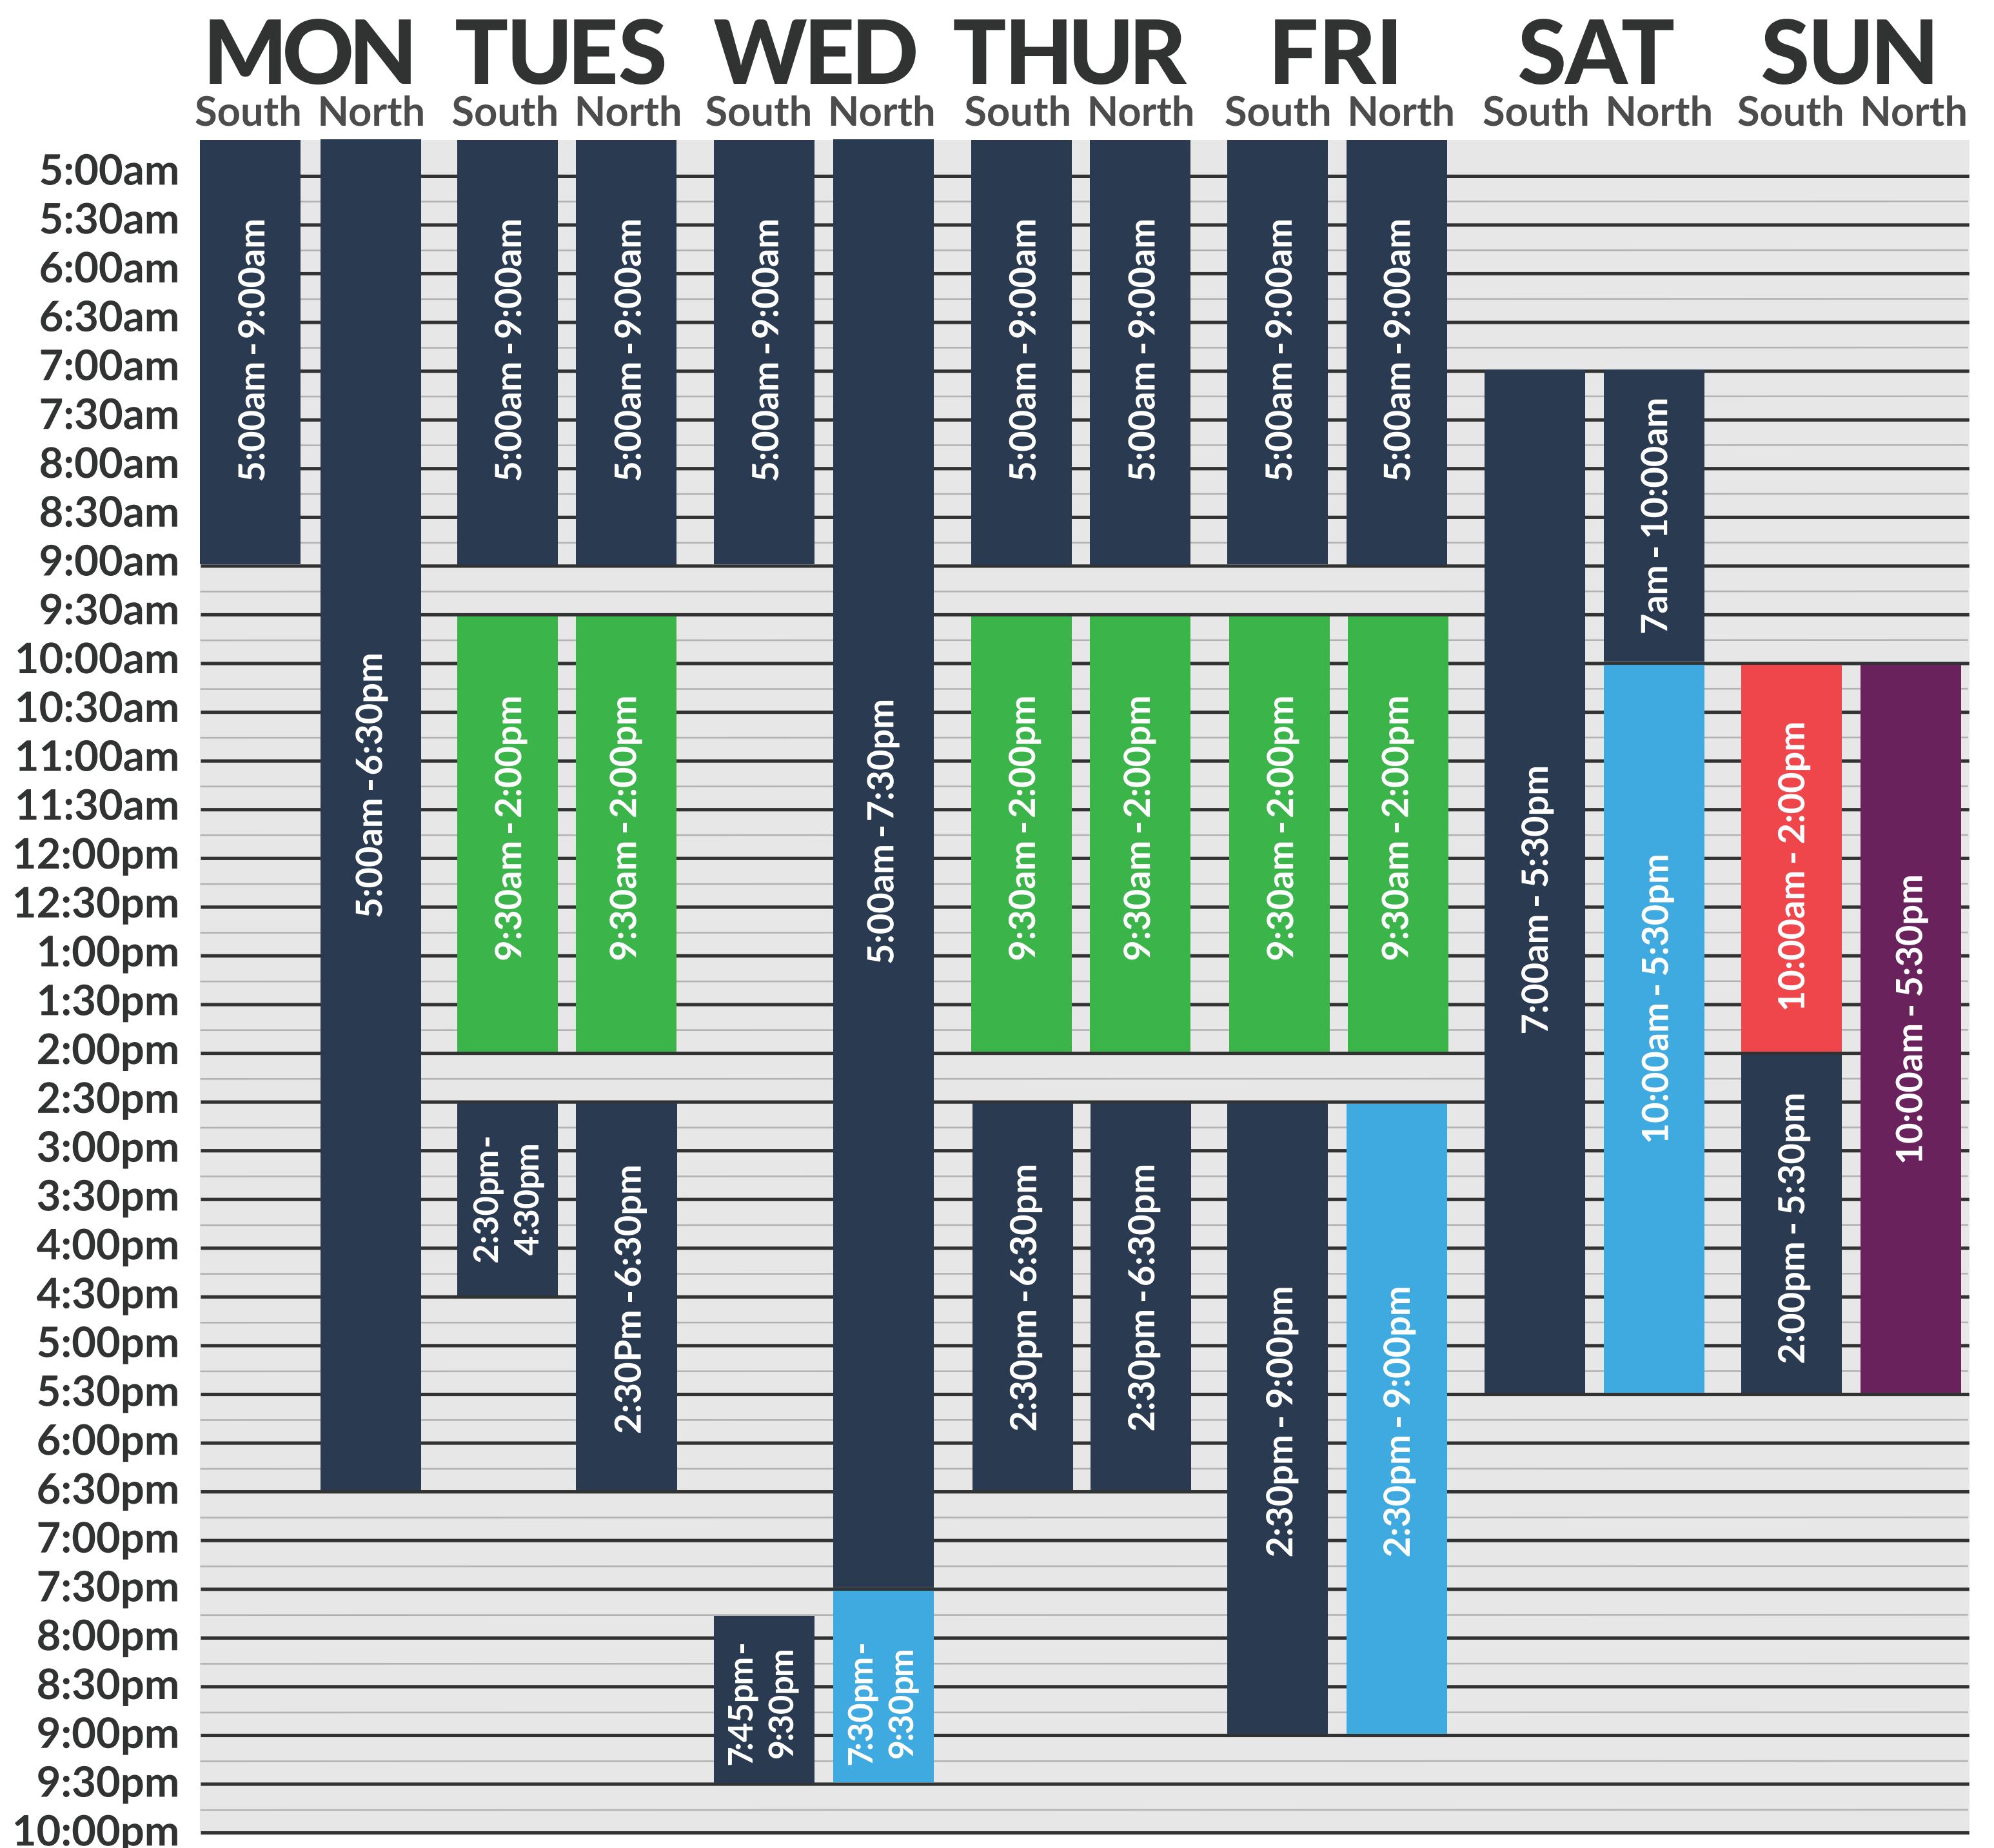 MON TUES WED THUR FRI SAT SUN
South North South North South North South North South North South North South North
5:00am
5:30am
6:00am
6:30am
7:00am
7:30am
8:00am
8:30am
9:00am
9:30am
10:00am
10:30am
11:00am
11:30am
12:00pm
12:30pm
1:00pm
1:30pm
2:00pm
2:30pm
3:00pm
3:30pm
4:00pm
4:30pm
5:00pm
5:30pm
6:00pm
6:30pm
7:00pm
7:30pm
8:00pm
8:30pm
9:00pm
9:30pm
10:00pm
5:00am - 9:00am
5:00am - 6:30pm
5:00am - 9:00am
9:30am - 2:00pm
2:30pm-
4:30pm
5:00am - 9:00am
9:30am - 2:00pm
2:30Pm - 6:30pm
5:00am - 9:00am
7:45pm-
9:30pm
5:00am - 7:30pm
7:30pm-
9:30pm
5:00am - 9:00am
9:30am - 2:00pm
2:30pm - 6:30pm
5:00am - 9:00am
9:30am - 2:00pm
2:30pm - 6:30pm
5:00am - 9:00am
9:30am - 2:00pm
2:30pm - 9:00pm
5:00am - 9:00am
9:30am - 2:00pm
2:30pm - 9:00pm
7:00am - 5:30pm
7am - 10:00am
10:00am - 5:30pm
10:00am - 2:00pm
2:00pm - 5:30pm
10:00am - 5:30pm